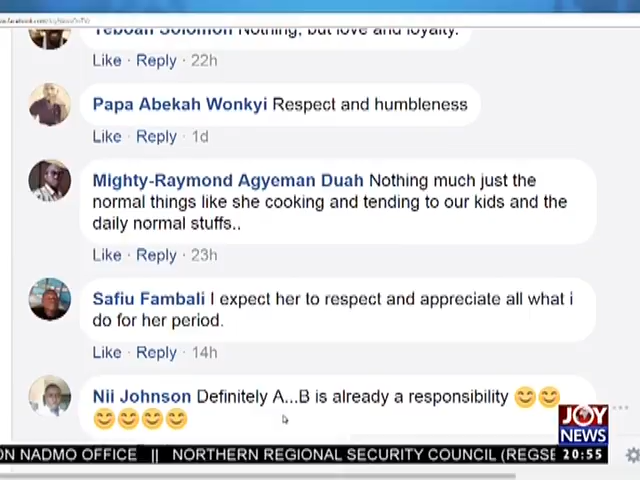 Yeboah Solomon Nothing, but love and loyalty.
Like · Reply · 22h
Papa Abekah Wonkyi Respect and humbleness
Like · Reply · 1d
Mighty-Raymond Agyeman Duah Nothing much just the
normal things like she cooking and tending to our kids and the
daily normal stuffs..
Like · Reply · 23h
Safiu Fambali I expect her to respect and appreciate all what i
do for her period.
Like · Reply · 14h
Nii Johnson Definitely A...B is already a responsibility 😊😊
😊😊😊😊
JOY
NEWS
ON NADMO OFFICE || NORTHERN REGIONAL SECURITY COUNCIL (REGSE
20:55